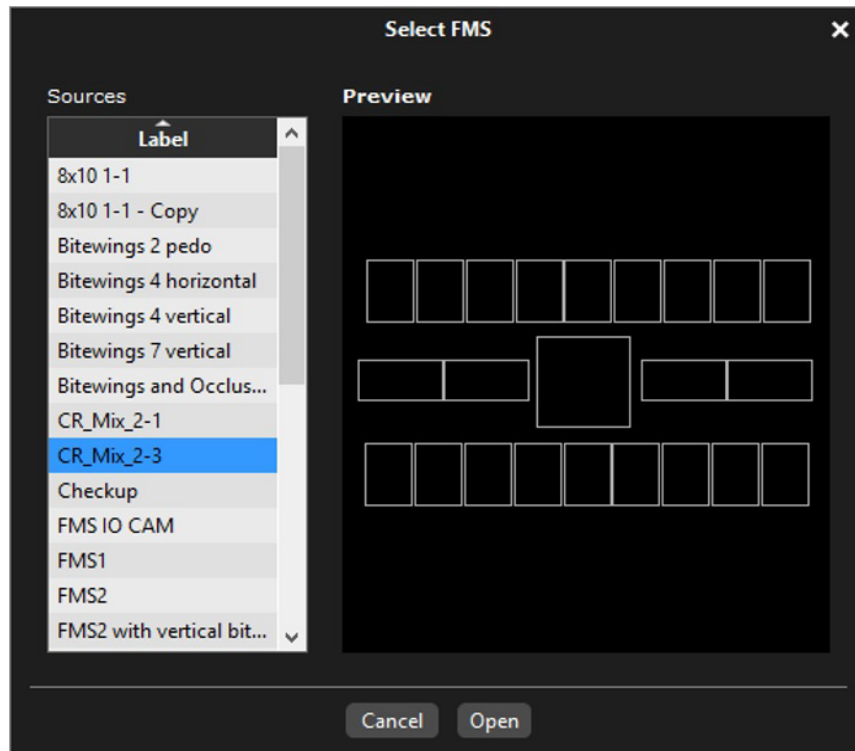 Select FMS
Sources
Preview
Label
8x10 1-1
8x10 1-1 - Copy
Bitewings 2 pedo
Bitewings 4 horizontal
Bitewings 4 vertical
Bitewings 7 vertical
Bitewings and Occlus...
CR_Mix_2-1
CR_Mix_2-3
Checkup
FMS IO CAM
FMS1
FMS2
FMS2 with vertical bit...
Cancel
Open